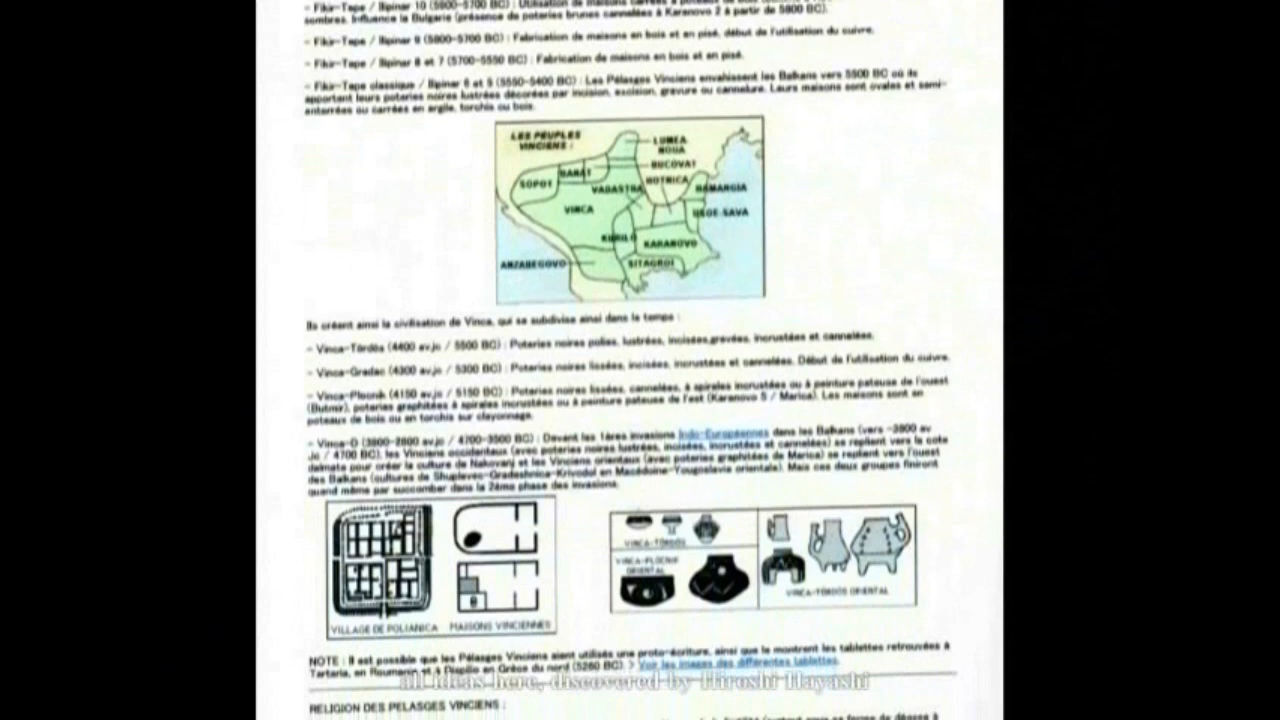 - Fikir-Tepe / Ilipinar 10 (5900-5700 BC) : Utilisation de maisons carrées à poteaux de bois
sombres. Influence la Bulgarie (présence de poteries brunes cannelées à Karanovo 2 à partir de 5800 BC).
- Fikir-Tepe / Ilipinar 9 (5800-5700 BC) : Fabrication de maisons en bois et en pisé, début de l'utilisation du cuivre.
- Fikir-Tepe / Ilipinar 8 et 7 (5700-5550 BC) : Fabrication de maisons en bois et en pisé.
- Fikir-Tepe classique / Ilipinar 6 et 5 (5550-5400 BC) : Les Pélasges Vinciens envahissent les Balkans vers 5500 BC où ils
apportent leurs poteries noires lustrées décorées par incision, excision, gravure ou cannelure. Leurs maisons sont ovales et semi-
enterrées ou carrées en argile, torchis ou bois.
LES PEUPLES
VINCIENS :
LUMEA
NOUA
BUCOVAT
BANAT
SOPOT
VADASTRA
HOTNICA
HAMANGIA
VINCA
USOE-SAVA
KURILO
KARANOVO
ANZABEGOVO
SITAGROI
Ils créent ainsi la civilisation de Vinca, qui se subdivise ainsi dans le temps :
- Vinca-Tördös (4400 av.jc / 5500 BC) : Poteries noires polies, lustrées, incisées,gravées, incrustées et cannelées.
- Vinca-Gradac (4300 av.jc / 5300 BC) : Poteries noires lissées, incisées, incrustées et cannelées. Début de l'utilisation du cuivre.
- Vinca-Plocnik (4150 av.jc / 5150 BC) : Poteries noires lissées, cannelées, à spirales incrustées ou à peinture pateuse de l'ouest
(Butmir), poteries graphitées à spirales incrustées ou à peinture pateuse de l'est (Karanovo 5 / Marica). Les maisons sont en
poteaux de bois ou en torchis sur clayonnage.
- Vinca-D (3800-2800 av.jc / 4700-3500 BC) : Devant les 1ères invasions Indo-Européennes dans les Balkans (vers -3800 av
Jc / 4700 BC), les Vinciens occidentaux (avec poteries noires lustrées, incisées, incrustées et cannelées) se replient vers la cote
dalmate pour créer la culture de Nakovanj et les Vinciens orientaux (avec poteries graphitées de Marica) se replient vers l'ouest
des Balkans (cultures de Shuplevec-Gradeshnica-Krivodol en Macédoine-Yougoslavie orientale). Mais ces deux groupes finiront
quand même par succomber dans la 2ème phase des invasions.
VILLAGE DE POLIANICA
MAISONS VINCIENNES
VINCA-TÖRDÖS
VINCA-PLOCNIK
ORIENTAL
VINCA-TÖRDÖS ORIENTAL
NOTE : Il est possible que les Pélasges Vinciens aient utilisés une proto-écriture, ainsi que le montrent les tablettes retrouvées à
Tartaria, en Roumanie et à Dispilio en Grèce du nord (5260 BC). > Voir les images des différentes tablettes.
all ideas here, discovered by Hiroshi Hayashi
RELIGION DES PELASGES VINCIENS :